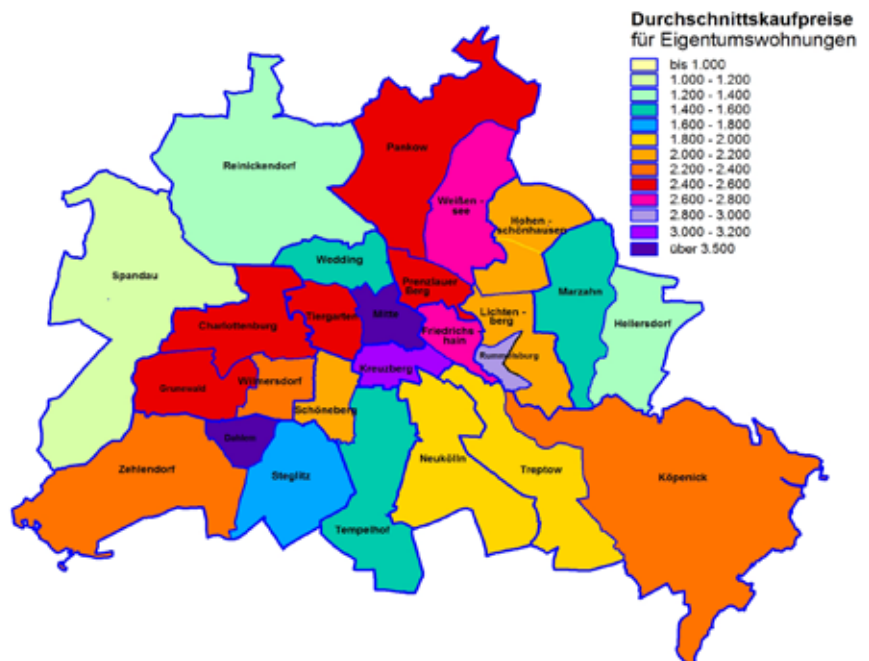 Durchschnittskaufpreise
für Eigentumswohnungen
bis 1.000
1.000 - 1.200
1.200 - 1.400
1.400 - 1.600
1.600 - 1.800
1.800 - 2.000
2.000 - 2.200
2.200 - 2.400
2.400 - 2.600
2.600 - 2.800
2.800 - 3.000
3.000 - 3.200
über 3.500
Pankow
Reinickendorf
Weißen -
see
Hohen -
schönhausen
Wedding
Spandau
Prenzlauer
Berg
Marzahn
Hellersdorf
Tiergarten
Mitte
Lichten -
berg
Charlottenburg
Friedrichs
hain
Rummelsburg
Kreuzberg
Grunewald
Wilmersdorf
Schöneberg
Dahlem
Zehlendorf
Steglitz
Neukölln
Treptow
Köpenick
Tempelhof